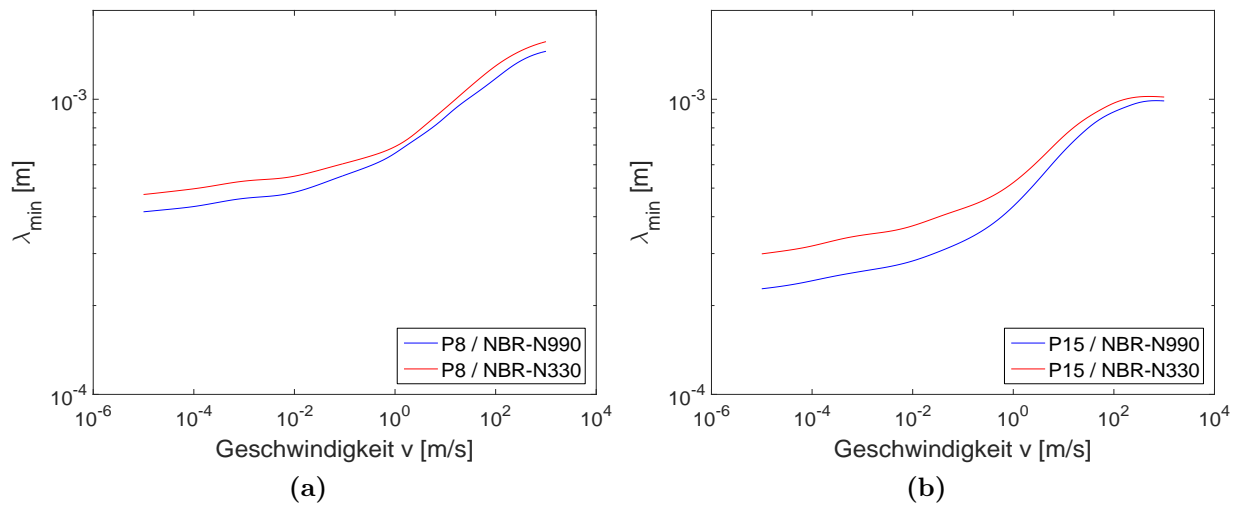 10^-3
10^-4
λ_min [m]
P8 / NBR-N990
P8 / NBR-N330
10^-6 10^-4 10^-2 10^0 10^2 10^4
Geschwindigkeit v [m/s]
(a)
10^-3
10^-4
λ_min [m]
P15 / NBR-N990
P15 / NBR-N330
10^-6 10^-4 10^-2 10^0 10^2 10^4
Geschwindigkeit v [m/s]
(b)